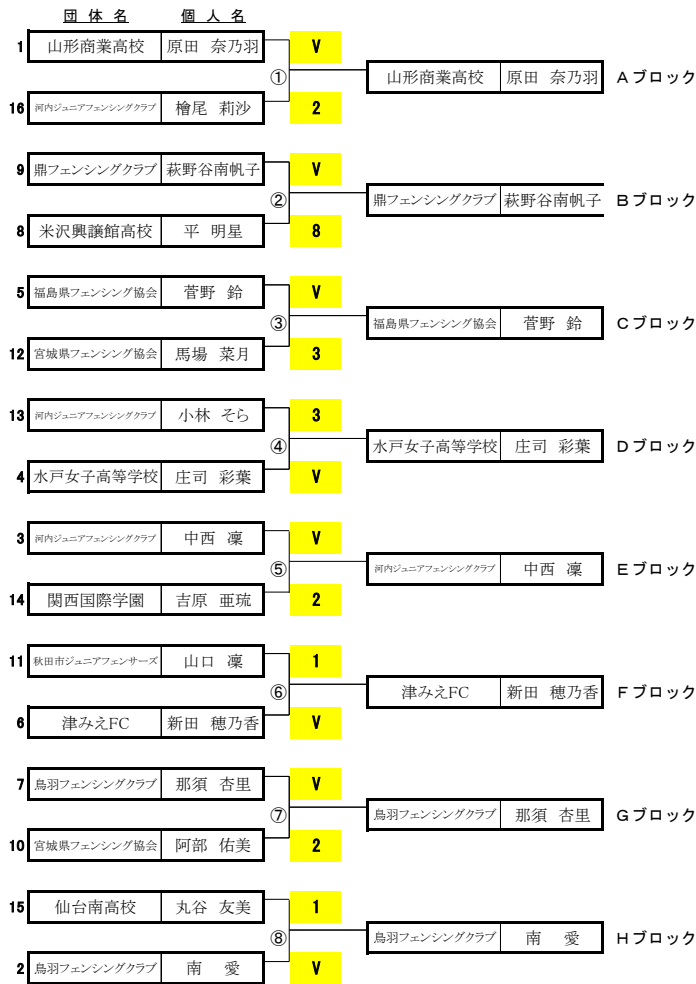 団体名 個人名
1 山形商業高校 原田 奈乃羽 V
① 山形商業高校 原田 奈乃羽 Aブロック
16 河内ジュニアフェンシングクラブ 檜尾 莉沙 2
9 鼎フェンシングクラブ 萩野谷南帆子 V
② 鼎フェンシングクラブ 萩野谷南帆子 Bブロック
8 米沢興譲館高校 平 明星 8
5 福島県フェンシング協会 菅野 鈴 V
③ 福島県フェンシング協会 菅野 鈴 Cブロック
12 宮城県フェンシング協会 馬場 菜月 3
13 河内ジュニアフェンシングクラブ 小林 そら 3
④ 水戸女子高等学校 庄司 彩葉 Dブロック
4 水戸女子高等学校 庄司 彩葉 V
3 河内ジュニアフェンシングクラブ 中西 凜 V
⑤ 河内ジュニアフェンシングクラブ 中西 凜 Eブロック
14 関西国際学園 吉原 亜琉 2
11 秋田市ジュニアフェンサーズ 山口 凜 1
⑥ 津みえFC 新田 穂乃香 Fブロック
6 津みえFC 新田 穂乃香 V
7 鳥羽フェンシングクラブ 那須 杏里 V
⑦ 鳥羽フェンシングクラブ 那須 杏里 Gブロック
10 宮城県フェンシング協会 阿部 佑美 2
15 仙台南高校 丸谷 友美 1
⑧ 鳥羽フェンシングクラブ 南 愛 Hブロック
2 鳥羽フェンシングクラブ 南 愛 V